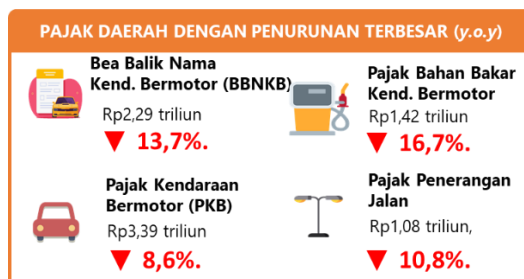 PAJAK DAERAH DENGAN PENURUNAN TERBESAR (y.o.y)
Bea Balik Nama
Kend. Bermotor (BBNKB)
Rp2,29 triliun
▼ 13,7%.
Pajak Bahan Bakar
Kend. Bermotor
Rp1,42 triliun
▼ 16,7%.
Pajak Kendaraan
Bermotor (PKB)
Rp3,39 triliun
▼ 8,6%.
Pajak Penerangan
Jalan
Rp1,08 triliun,
▼ 10,8%.